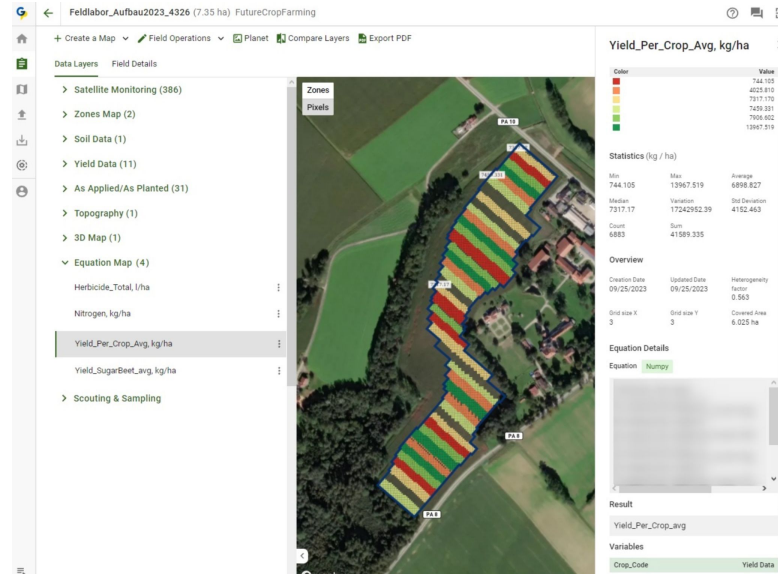 Feldlabor_Aufbau2023_4326 (7.35 ha) FutureCropFarming
+ Create a Map Field Operations Planet Compare Layers Export PDF
Data Layers Field Details
Satellite Monitoring (386)
Zones Map (2)
Soil Data (1)
Yield Data (11)
As Applied/As Planted (31)
Topography (1)
3D Map (1)
Equation Map (4)
Herbicide_Total, l/ha
Nitrogen, kg/ha
Yield_Per_Crop_Avg, kg/ha
Yield_SugarBeet_avg, kg/ha
Scouting & Sampling
Zones
Pixels
PA 18
7459.331
PA 8
PA 8
Yield_Per_Crop_Avg, kg/ha
Color Value
744.105
4025.810
7317.170
7459.331
7906.602
13967.519
Statistics (kg / ha)
Min Max Average
744.105 13967.519 6898.827
Median Variation Std Deviation
7317.17 17242952.39 4152.463
Count Sum
6883 41589.335
Overview
Creation Date Updated Date Heterogeneity factor
09/25/2023 09/25/2023 0.563
Grid size X Grid size Y Covered Area
3 3 6.025 ha
Equation Details
Equation Numpy
Result
Yield_Per_Crop_avg
Variables
Crop_Code Yield Data